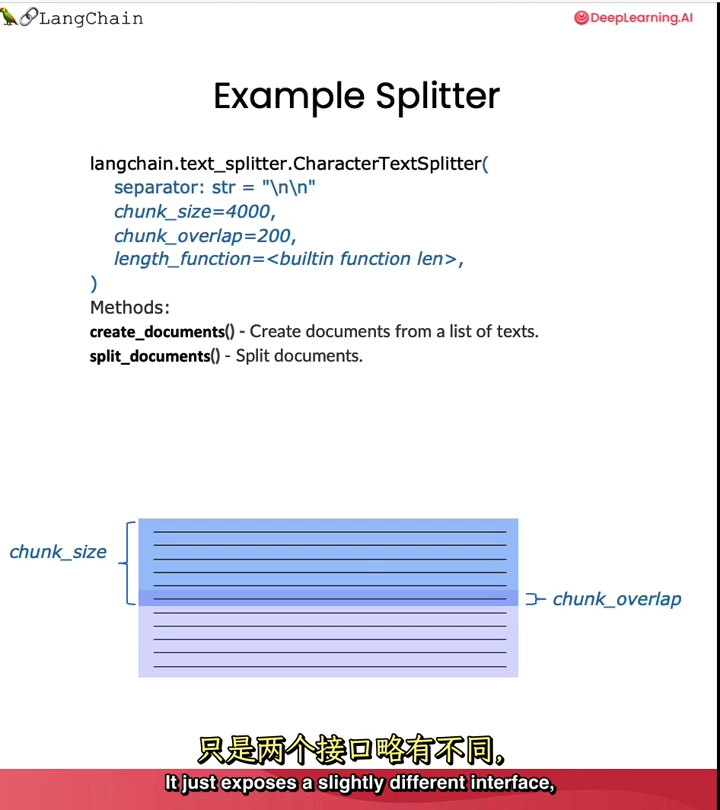 LangChain
DeepLearning.AI
Example Splitter
langchain.text_splitter.CharacterTextSplitter(
separator: str = "\n\n"
chunk_size=4000,
chunk_overlap=200,
length_function=<builtin function len>,
)
Methods:
create_documents() - Create documents from a list of texts.
split_documents() - Split documents.
chunk_size
chunk_overlap
只是两个接口略有不同,
It just exposes a slightly different interface,